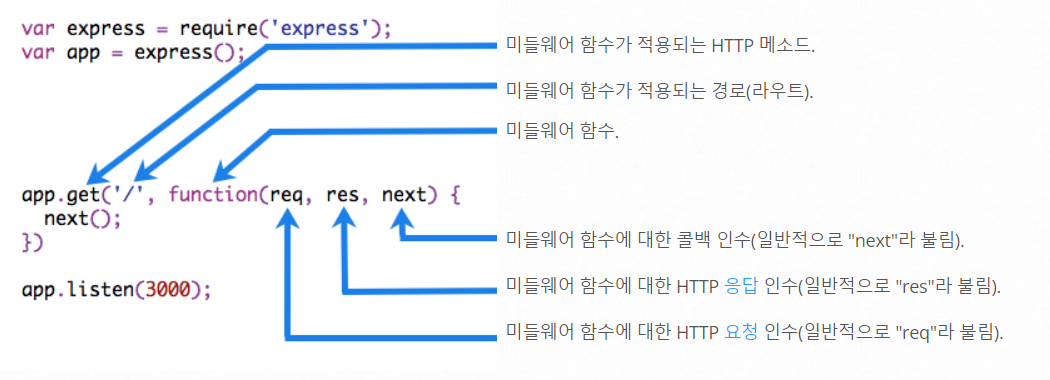 var express = require('express');
var app = express();
app.get('/', function(req, res, next) {
next();
})
app.listen(3000);
미들웨어 함수가 적용되는 HTTP 메소드.
미들웨어 함수가 적용되는 경로(라우트).
미들웨어 함수.
미들웨어 함수에 대한 콜백 인수(일반적으로 "next"라 불림).
미들웨어 함수에 대한 HTTP 응답 인수(일반적으로 "res"라 불림).
미들웨어 함수에 대한 HTTP 요청 인수(일반적으로 "req"라 불림).